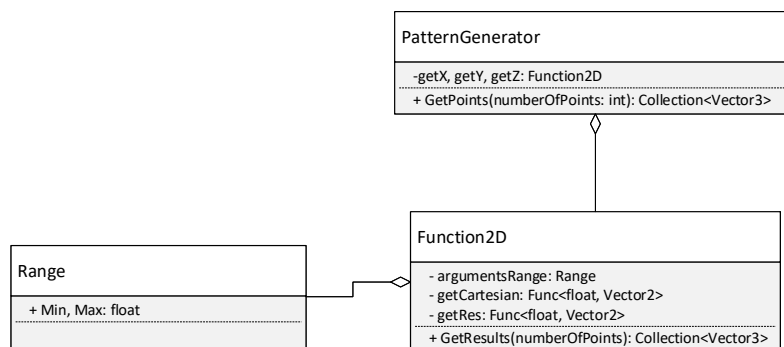 PatternGenerator
-getX, getY, getZ: Function2D
+ GetPoints(numberOfPoints: int): Collection<Vector3>
Function2D
- argumentsRange: Range
- getCartesian: Func<float, Vector2>
- getRes: Func<float, Vector2>
+ GetResults(numberOfPoints): Collection<Vector3>
Range
+ Min, Max: float